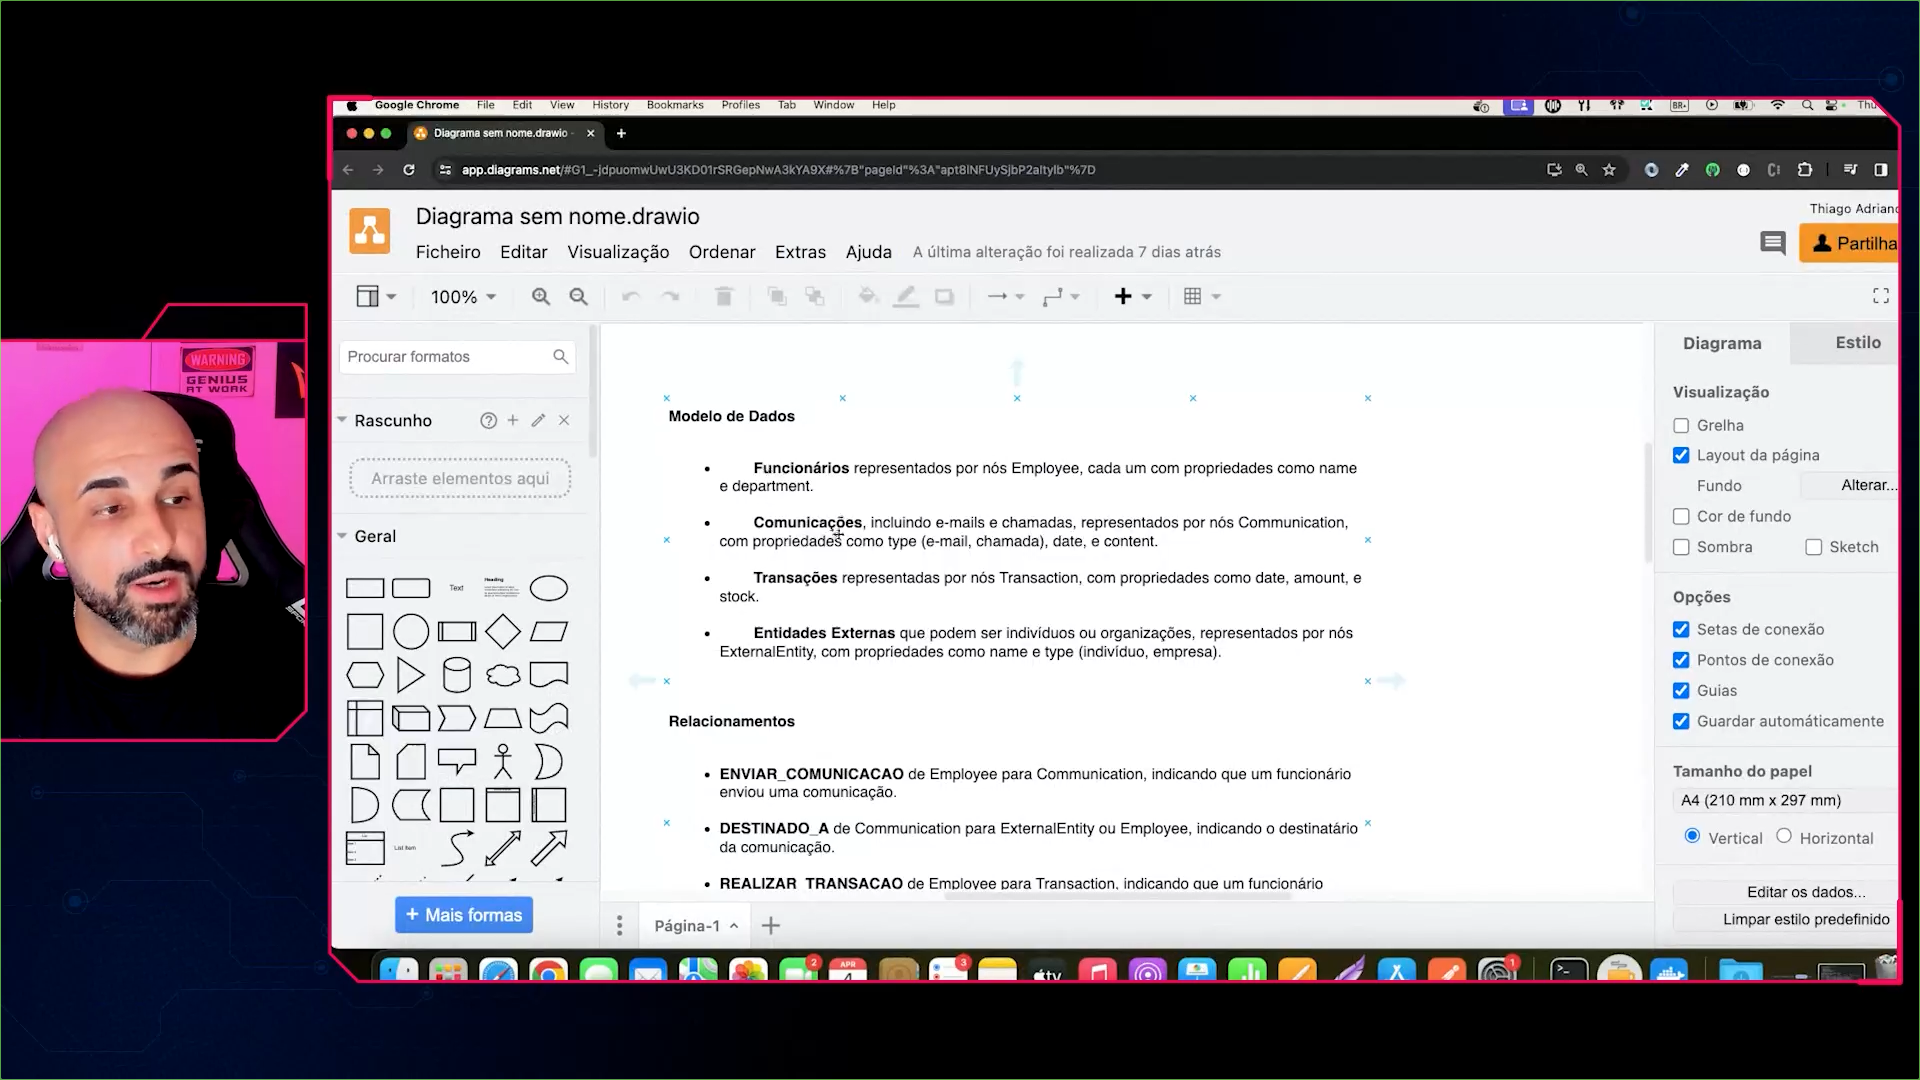 Google Chrome File Edit View History Bookmarks Profiles Tab Window Help
Diagrama sem nome.drawio
app.diagrams.net/#G1_-jdpuomwUwU3KD01rSRGepNwA3kYA9X#%7B"pageId"%3A"apt8INFUySjbP2altylb"%7D
Diagrama sem nome.drawio
Thiago Adriano
Ficheiro Editar Visualização Ordenar Extras Ajuda A última alteração foi realizada 7 dias atrás
Partilha
100%
Procurar formatos
Rascunho
Arraste elementos aqui
Geral
Text
Heading
List Item
+ Mais formas
WARNING
GENIUS
AT WORK
Modelo de Dados
• Funcionários representados por nós Employee, cada um com propriedades como name
e department.
• Comunicações, incluindo e-mails e chamadas, representados por nós Communication,
com propriedades como type (e-mail, chamada), date, e content.
• Transações representadas por nós Transaction, com propriedades como date, amount, e
stock.
• Entidades Externas que podem ser indivíduos ou organizações, representados por nós
ExternalEntity, com propriedades como name e type (indivíduo, empresa).
Relacionamentos
• ENVIAR_COMUNICACAO de Employee para Communication, indicando que um funcionário
enviou uma comunicação.
• DESTINADO_A de Communication para ExternalEntity ou Employee, indicando o destinatário
da comunicação.
• REALIZAR_TRANSACAO de Employee para Transaction, indicando que um funcionário
Página-1
Diagrama Estilo
Visualização
Grelha
Layout da página
Fundo Alterar...
Cor de fundo
Sombra Sketch
Opções
Setas de conexão
Pontos de conexão
Guias
Guardar automáticamente
Tamanho do papel
A4 (210 mm x 297 mm)
Vertical Horizontal
Editar os dados...
Limpar estilo predefinido
2
APR
4
3
tv
1